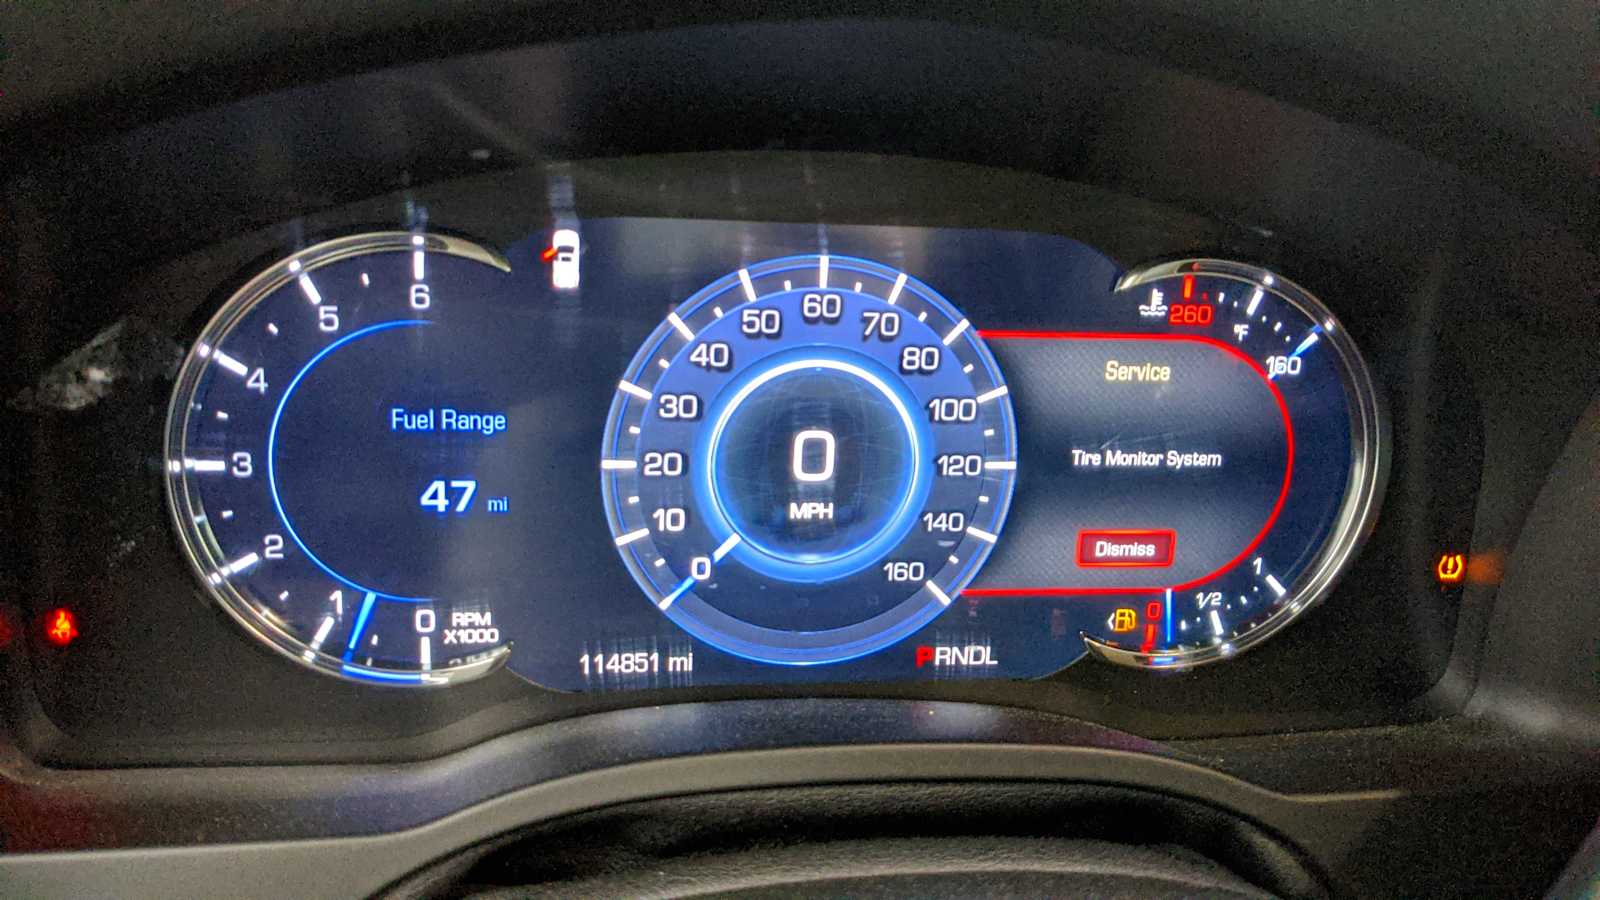 6
5
4
3
2
1
0
RPM
X1000
Fuel Range
47 mi
114851 mi
0
10
20
30
40
50
60
70
80
100
120
140
160
0
MPH
PRNDL
260
°F
160
Service
Tire Monitor System
Dismiss
0
1/2
1